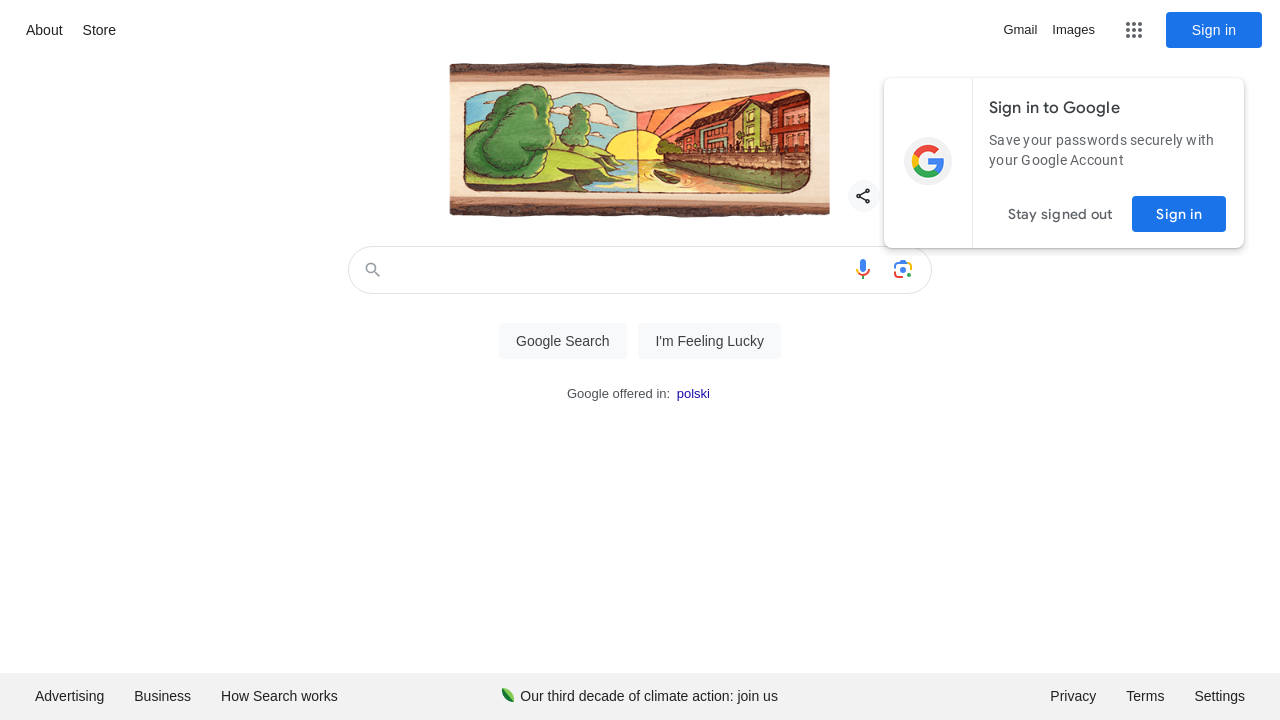 About Store Gmail Images Sign in
Sign in to Google
Save your passwords securely with
your Google Account
Stay signed out Sign in
Google Search I'm Feeling Lucky
Google offered in: polski
Advertising Business How Search works Our third decade of climate action: join us Privacy Terms Settings